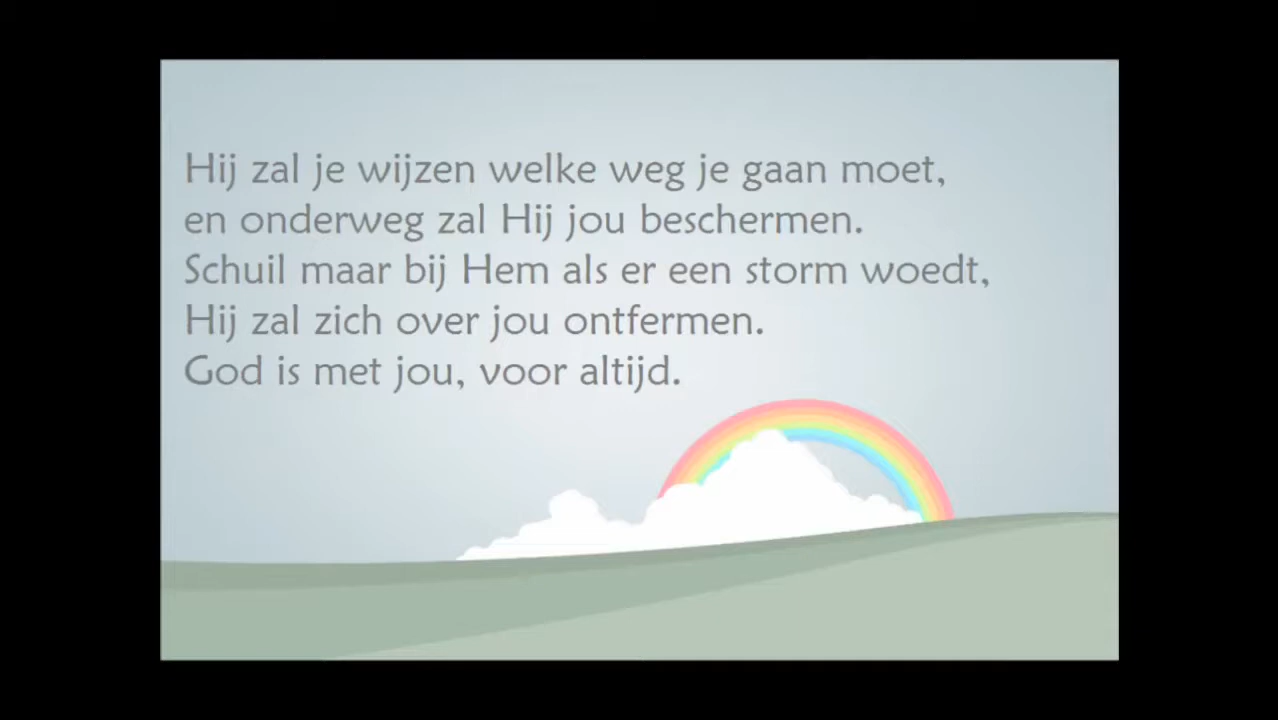 Hij zal je wijzen welke weg je gaan moet,
en onderweg zal Hij jou beschermen.
Schuil maar bij Hem als er een storm woedt,
Hij zal zich over jou ontfermen.
God is met jou, voor altijd.